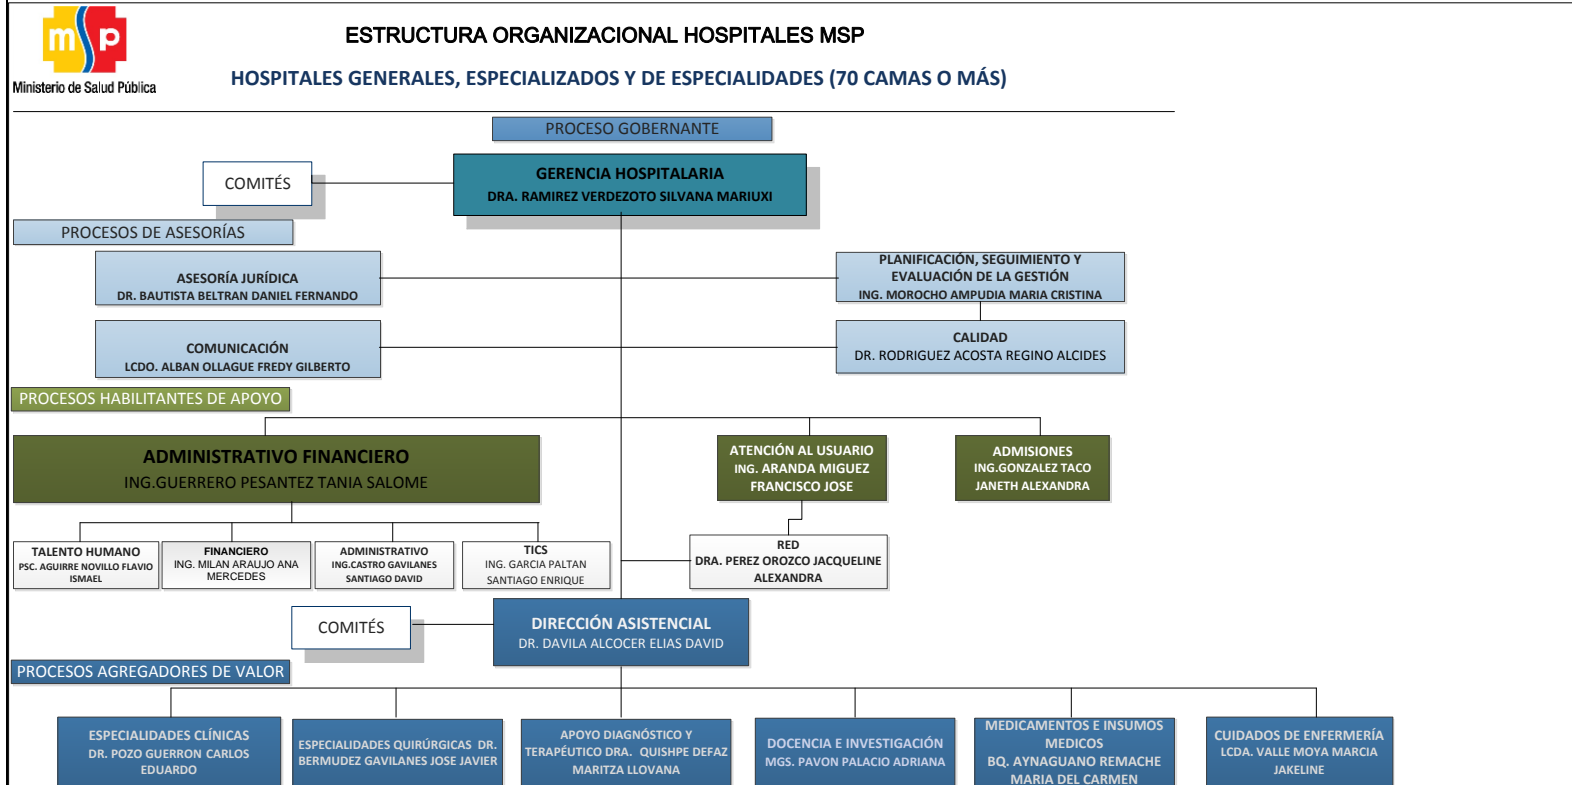 msp
Ministerio de Salud Pública
ESTRUCTURA ORGANIZACIONAL HOSPITALES MSP
HOSPITALES GENERALES, ESPECIALIZADOS Y DE ESPECIALIDADES (70 CAMAS O MÁS)
PROCESO GOBERNANTE
COMITÉS
GERENCIA HOSPITALARIA
DRA. RAMIREZ VERDEZOTO SILVANA MARIUXI
PROCESOS DE ASESORÍAS
ASESORÍA JURÍDICA
DR. BAUTISTA BELTRAN DANIEL FERNANDO
PLANIFICACIÓN, SEGUIMIENTO Y
EVALUACIÓN DE LA GESTIÓN
ING. MOROCHO AMPUDIA MARIA CRISTINA
COMUNICACIÓN
LCDO. ALBAN OLLAGUE FREDY GILBERTO
CALIDAD
DR. RODRIGUEZ ACOSTA REGINO ALCIDES
PROCESOS HABILITANTES DE APOYO
ADMINISTRATIVO FINANCIERO
ING.GUERRERO PESANTEZ TANIA SALOME
ATENCIÓN AL USUARIO
ING. ARANDA MIGUEZ
FRANCISCO JOSE
ADMISIONES
ING.GONZALEZ TACO
JANETH ALEXANDRA
TALENTO HUMANO
PSC. AGUIRRE NOVILLO FLAVIO
ISMAEL
FINANCIERO
ING. MILAN ARAUJO ANA
MERCEDES
ADMINISTRATIVO
ING.CASTRO GAVILANES
SANTIAGO DAVID
TICS
ING. GARCIA PALTAN
SANTIAGO ENRIQUE
RED
DRA. PEREZ OROZCO JACQUELINE
ALEXANDRA
COMITÉS
DIRECCIÓN ASISTENCIAL
DR. DAVILA ALCOCER ELIAS DAVID
PROCESOS AGREGADORES DE VALOR
ESPECIALIDADES CLÍNICAS
DR. POZO GUERRON CARLOS
EDUARDO
ESPECIALIDADES QUIRÚRGICAS DR.
BERMUDEZ GAVILANES JOSE JAVIER
APOYO DIAGNÓSTICO Y
TERAPÉUTICO DRA. QUISHPE DEFAZ
MARITZA LLOVANA
DOCENCIA E INVESTIGACIÓN
MGS. PAVON PALACIO ADRIANA
MEDICAMENTOS E INSUMOS
MEDICOS
BQ. AYNAGUANO REMACHE
MARIA DEL CARMEN
CUIDADOS DE ENFERMERÍA
LCDA. VALLE MOYA MARCIA
JAKELINE